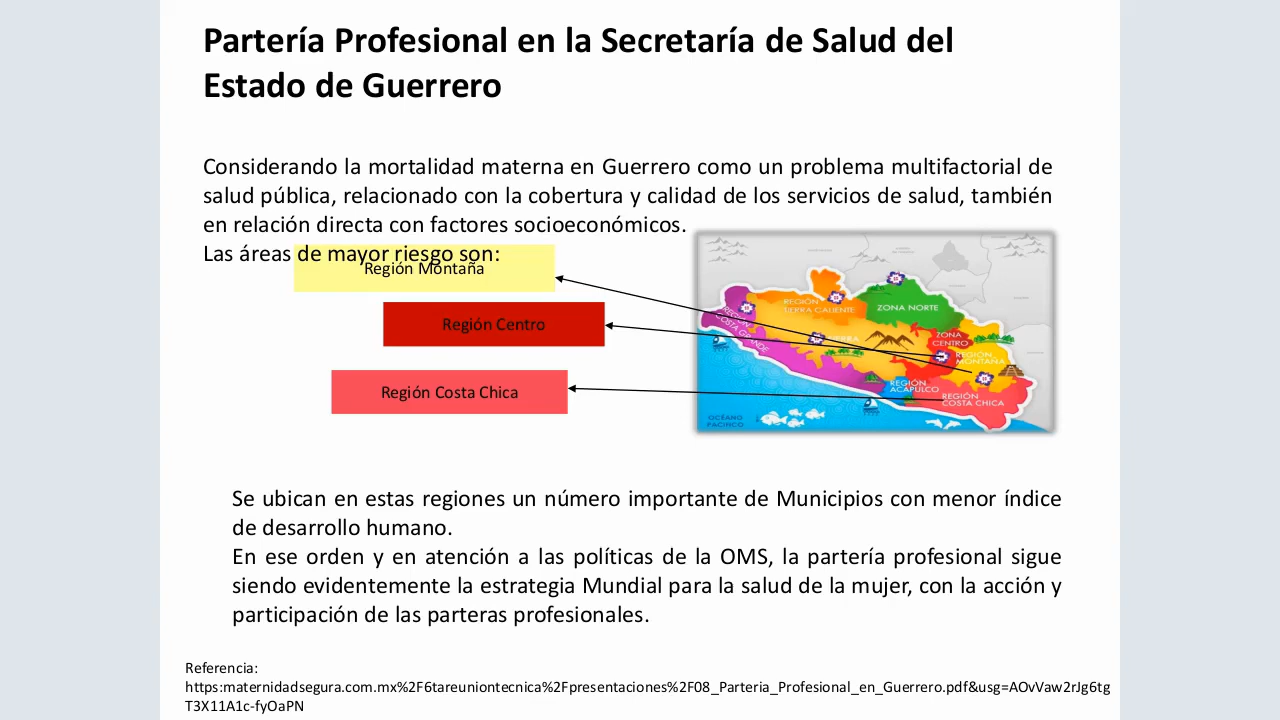 Partería Profesional en la Secretaría de Salud del
Estado de Guerrero
Considerando la mortalidad materna en Guerrero como un problema multifactorial de
salud pública, relacionado con la cobertura y calidad de los servicios de salud, también
en relación directa con factores socioeconómicos.
Las áreas de mayor riesgo son:
Región Montaña
Región Centro
Región Costa Chica
REGIÓN
TIERRA CALIENTE
ZONA NORTE
REGIÓN
COSTA GRANDE
ZONA
CENTRO
REGIÓN
MONTAÑA
REGIÓN
ACAPULCO
REGIÓN
COSTA CHICA
OCÉANO
PACÍFICO
Se ubican en estas regiones un número importante de Municipios con menor índice
de desarrollo humano.
En ese orden y en atención a las políticas de la OMS, la partería profesional sigue
siendo evidentemente la estrategia Mundial para la salud de la mujer, con la acción y
participación de las parteras profesionales.
Referencia:
https:maternidadsegura.com.mx%2F6tareuniontecnica%2Fpresentaciones%2F08_Parteria_Profesional_en_Guerrero.pdf&usg=AOvVaw2rJg6tg
T3X11A1c-fyOaPN